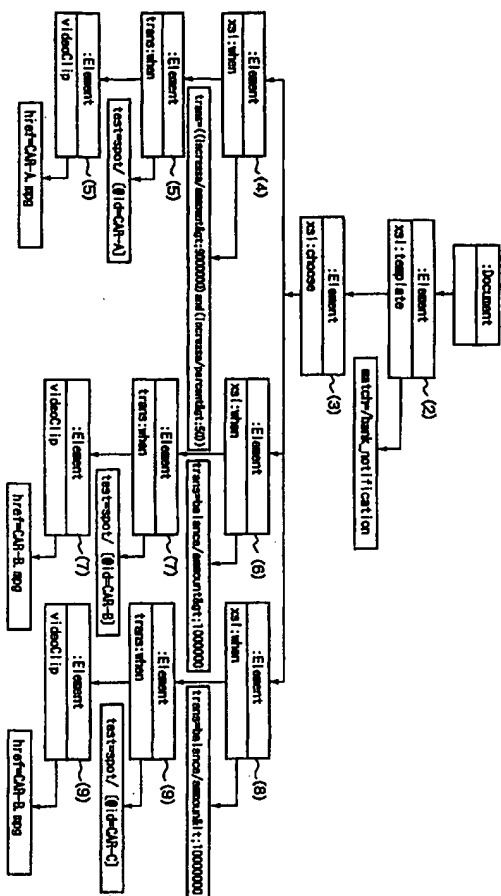 :Document
:Element
xsl:template
(2)
match=/bank_notification
:Element
xsl:choose
(3)
:Element
xsl:when
(4)
trans=((Increase/amount&gt:9000000) and((Increase/percent&gt:50))
:Element
trans:when
(5)
test=spot/ [@id=CAR-A]
:Element
videoClip
(5)
href=CAR-A.mpg
:Element
xsl:when
(6)
trans=balance/amount&gt:1000000
:Element
trans:when
(7)
test=spot/ [@id=CAR-B]
:Element
videoClip
(7)
href=CAR-B.mpg
:Element
xsl:when
(8)
trans=balance/amoun&lt:10000000
:Element
trans:when
(9)
test=spot/ [@id=CAR-C]
:Element
videoClip
(9)
href=CAR-B.mpg